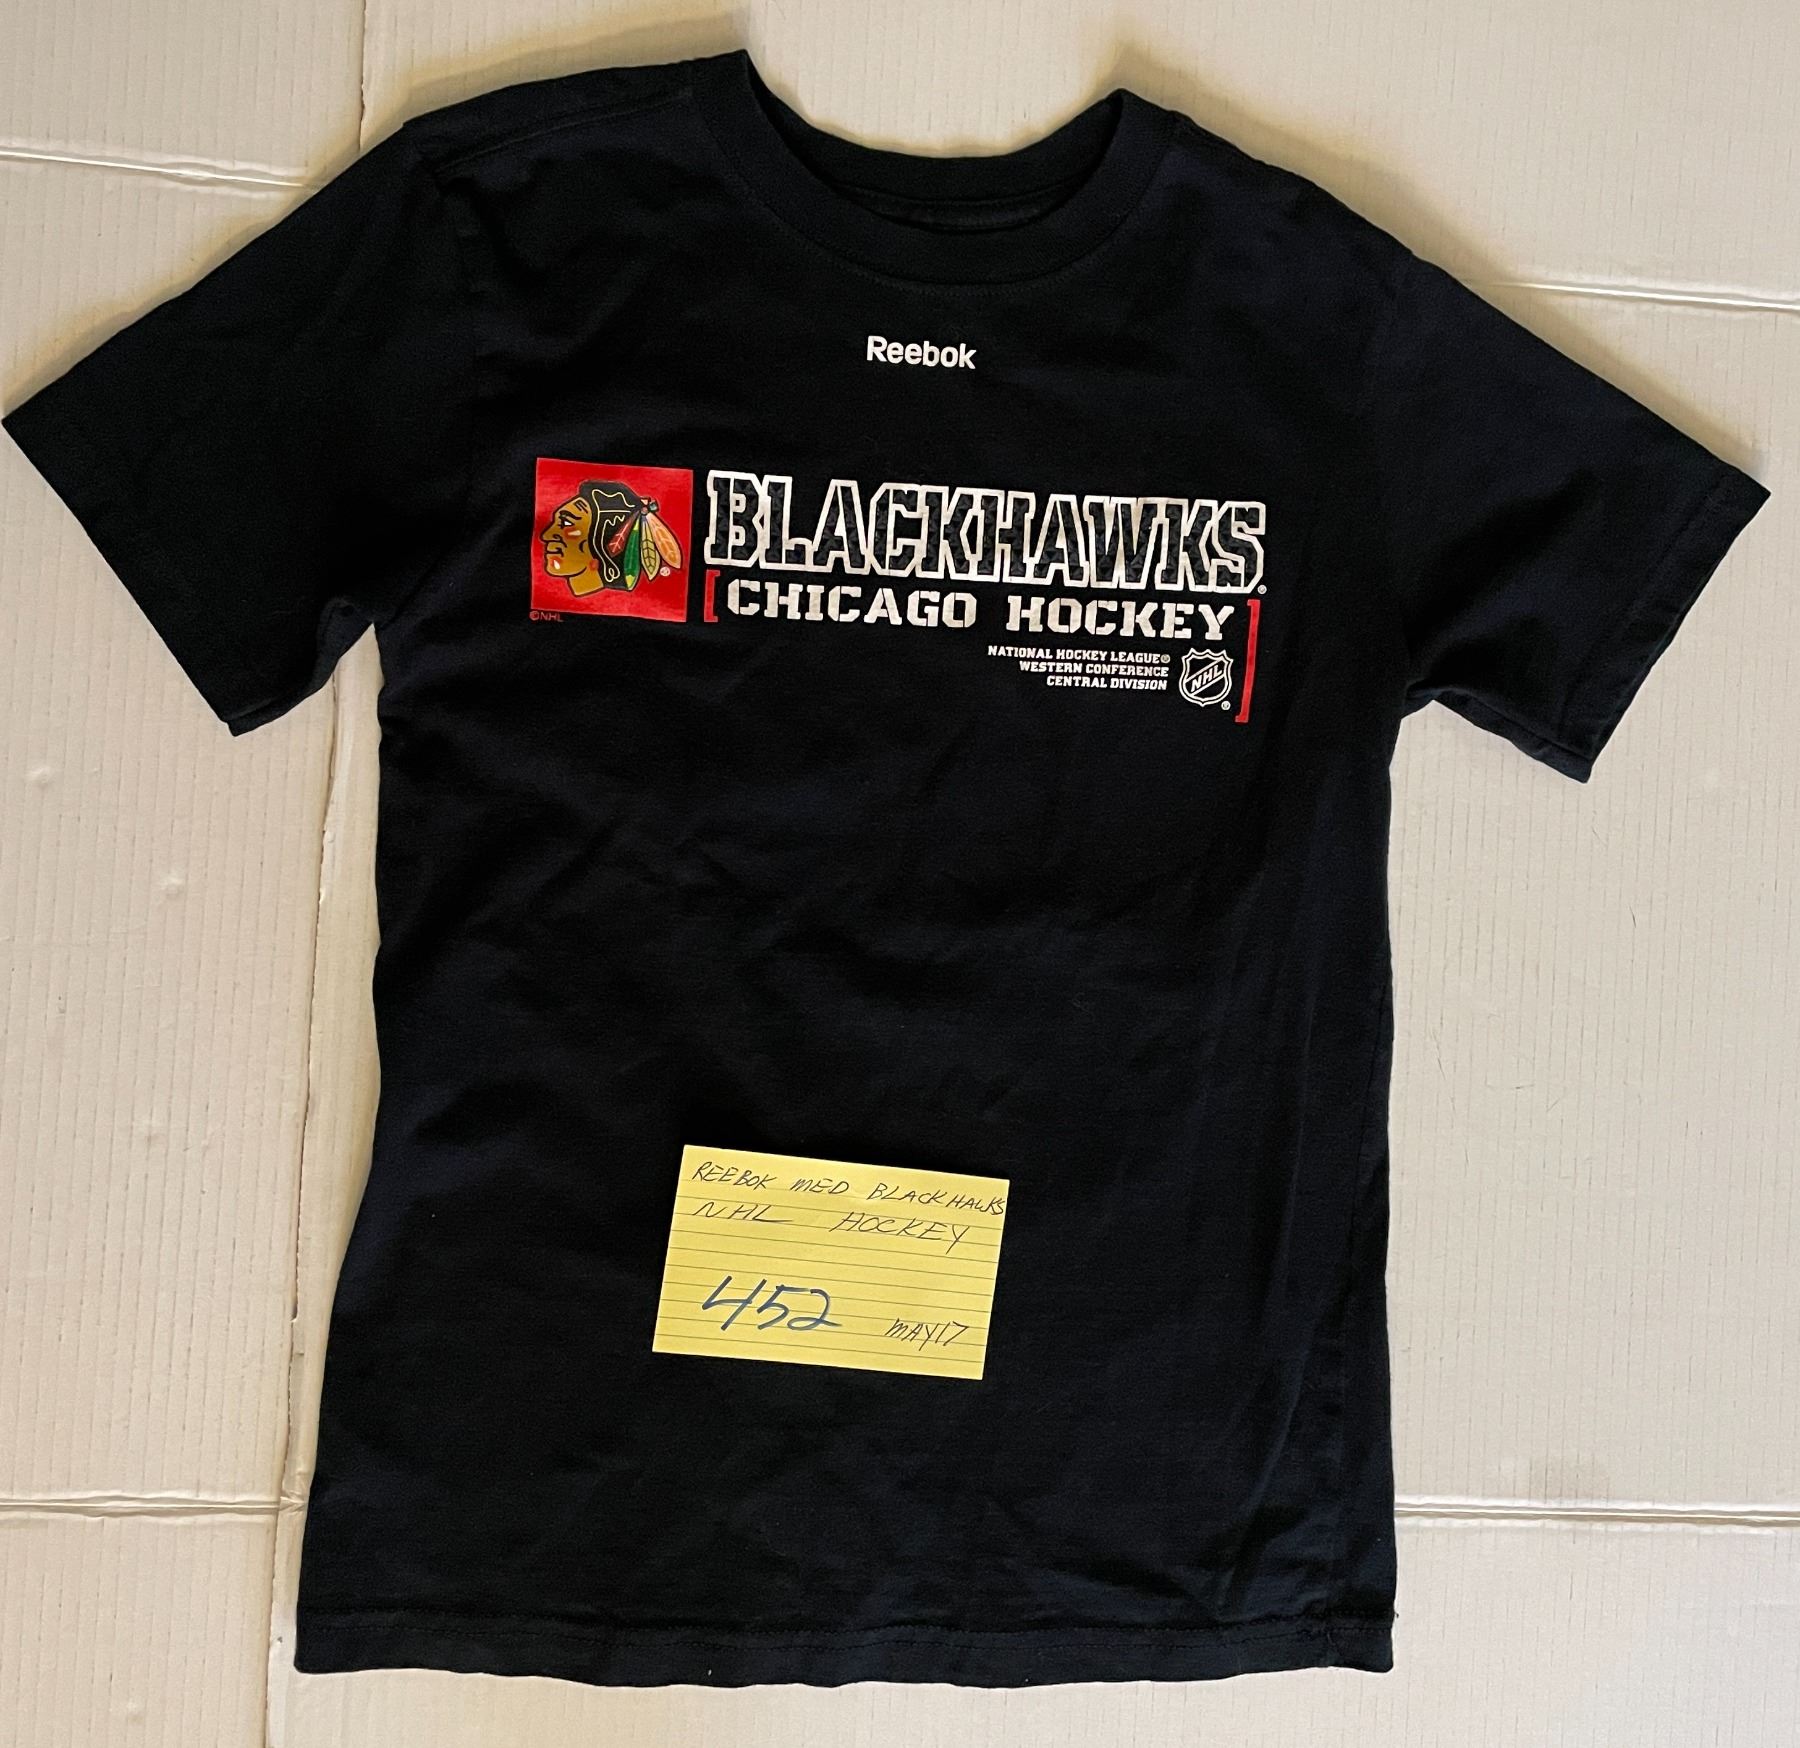 Reebok
BLACKHAWKS®
[CHICAGO HOCKEY]
©NHL
NATIONAL HOCKEY LEAGUE®
WESTERN CONFERENCE
CENTRAL DIVISION
NHL
REEBOK MED BLACKHAWKS
NHL HOCKEY
452 MAY17